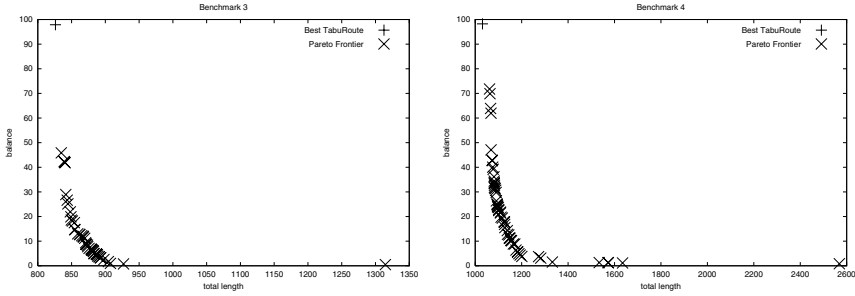 Benchmark 3
100
90
80
70
60
50
40
30
20
10
0
balance
Best TabuRoute
Pareto Frontier
800 850 900 950 1000 1050 1100 1150 1200 1250 1300 1350
total length
Benchmark 4
100
90
80
70
60
50
40
30
20
10
0
balance
Best TabuRoute
Pareto Frontier
1000 1200 1400 1600 1800 2000 2200 2400 2600
total length